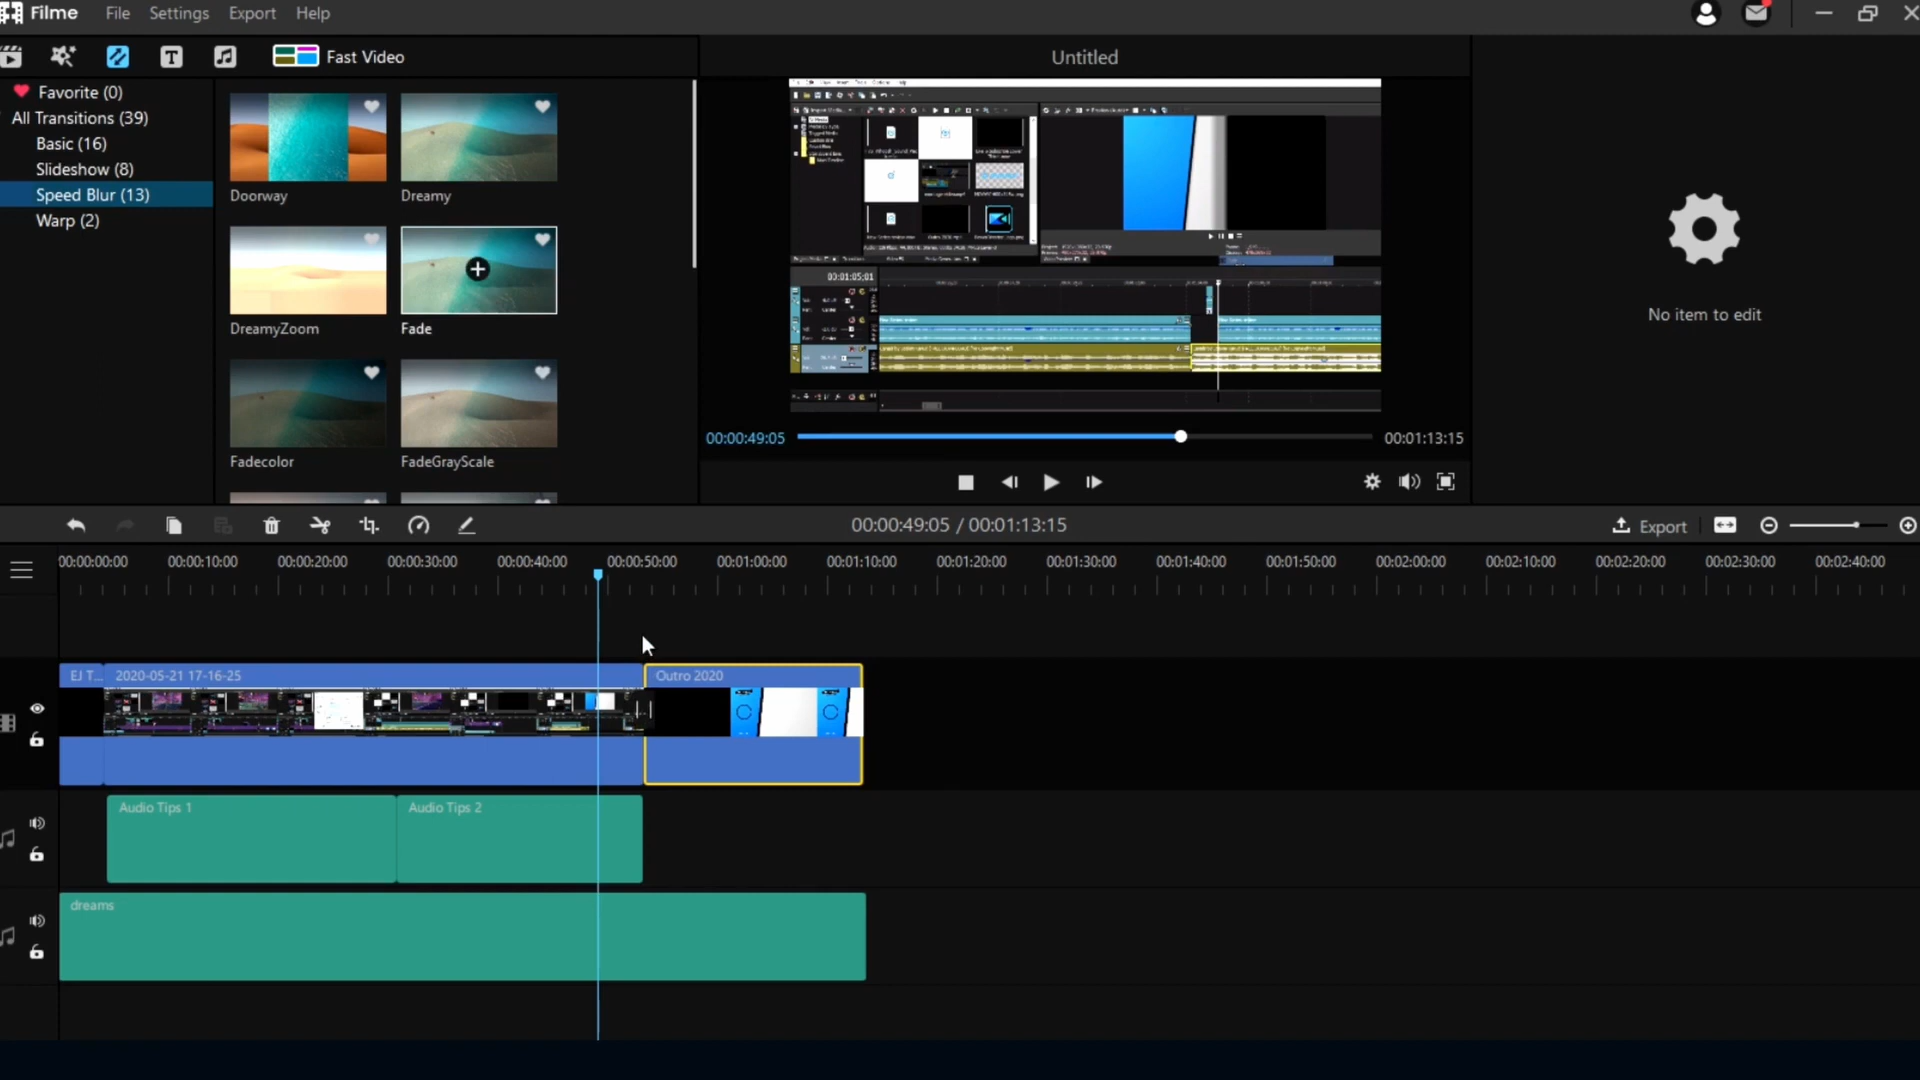 Filme File Settings Export Help
Fast Video
Untitled
Favorite (0)
All Transitions (39)
Basic (16)
Slideshow (8)
Speed Blur (13)
Warp (2)
Doorway
Dreamy
DreamyZoom
Fade
Fadecolor
FadeGrayScale
00:01:05;01
No item to edit
00:00:49:05
00:01:13:15
00:00:49:05 / 00:01:13:15
Export
00:00:00:00 00:00:10:00 00:00:20:00 00:00:30:00 00:00:40:00 00:00:50:00 00:01:00:00 00:01:10:00 00:01:20:00 00:01:30:00 00:01:40:00 00:01:50:00 00:02:00:00 00:02:10:00 00:02:20:00 00:02:30:00 00:02:40:00
EJ T... 2020-05-21 17-16-25 Outro 2020
Audio Tips 1 Audio Tips 2
dreams